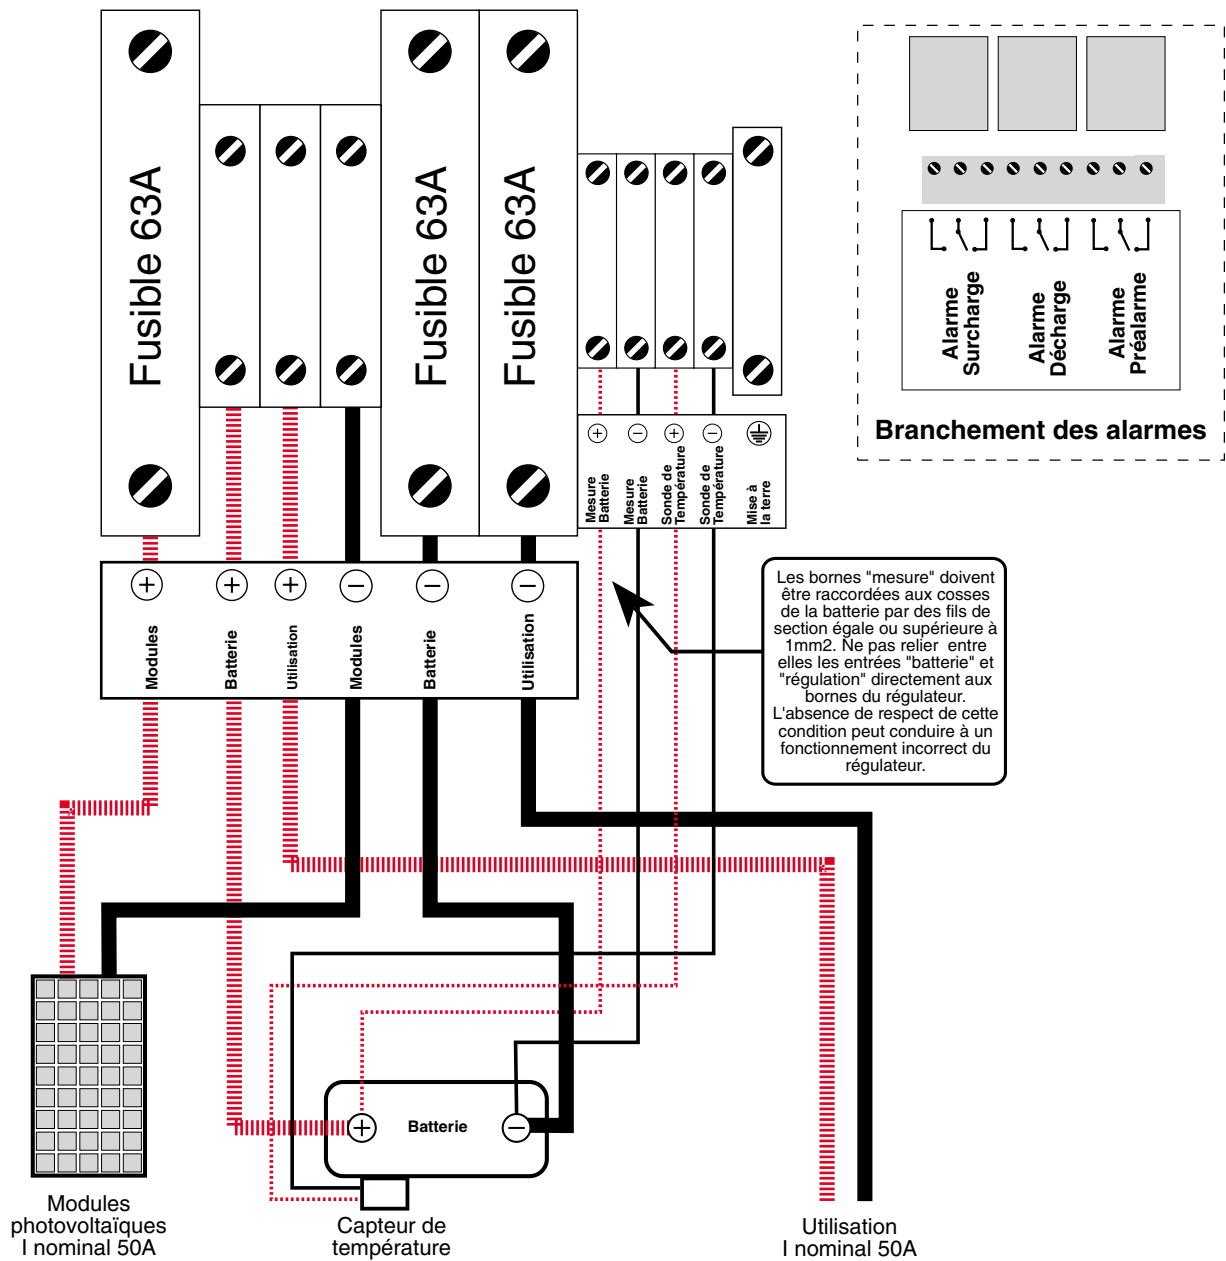 Fusible 63A
Fusible 63A
Fusible 63A
Alarme
Surcharge
Alarme
Décharge
Alarme
Préalarme
Branchement des alarmes
+
−
+
−
Mesure
Batterie
Mesure
Batterie
Sonde de
Température
Sonde de
Température
Mise à
la terre
+
+
+
−
−
−
Modules
Batterie
Utilisation
Modules
Batterie
Utilisation
Les bornes "mesure" doivent
être raccordées aux cosses
de la batterie par des fils de
section égale ou supérieure à
1mm2. Ne pas relier entre
elles les entrées "batterie" et
"régulation" directement aux
bornes du régulateur.
L'absence de respect de cette
condition peut conduire à un
fonctionnement incorrect du
régulateur.
+
Batterie
−
Modules
photovoltaïques
I nominal 50A
Capteur de
température
Utilisation
I nominal 50A